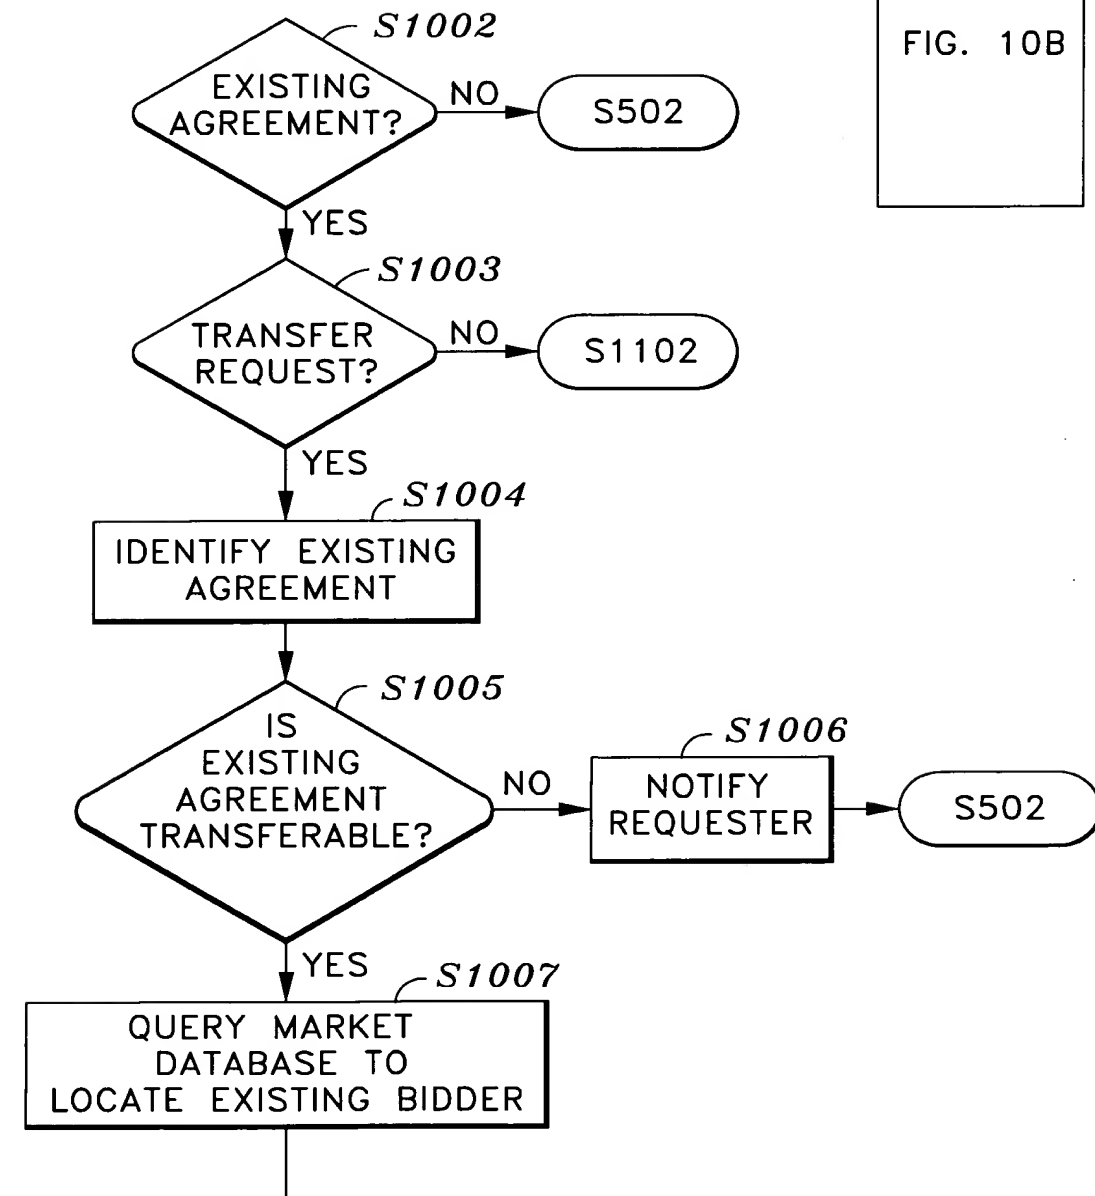 S1002
FIG. 10B
EXISTING
AGREEMENT?
NO
S502
YES
S1003
TRANSFER
REQUEST?
NO
S1102
YES
S1004
IDENTIFY EXISTING
AGREEMENT
S1005
IS
EXISTING
AGREEMENT
TRANSFERABLE?
NO
S1006
NOTIFY
REQUESTER
S502
YES
S1007
QUERY MARKET
DATABASE TO
LOCATE EXISTING BIDDER